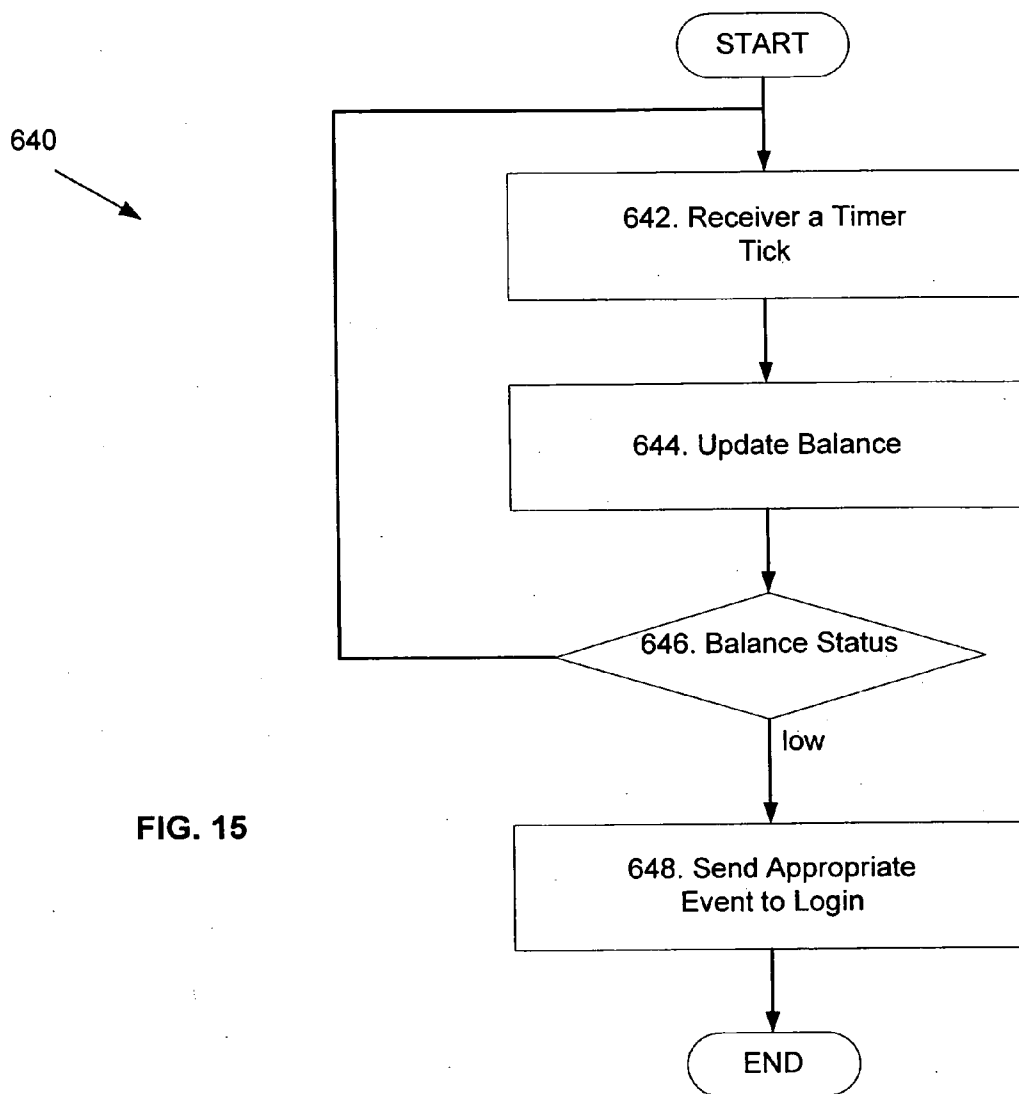 START
640
642. Receiver a Timer
Tick
644. Update Balance
646. Balance Status
low
FIG. 15
648. Send Appropriate
Event to Login
END